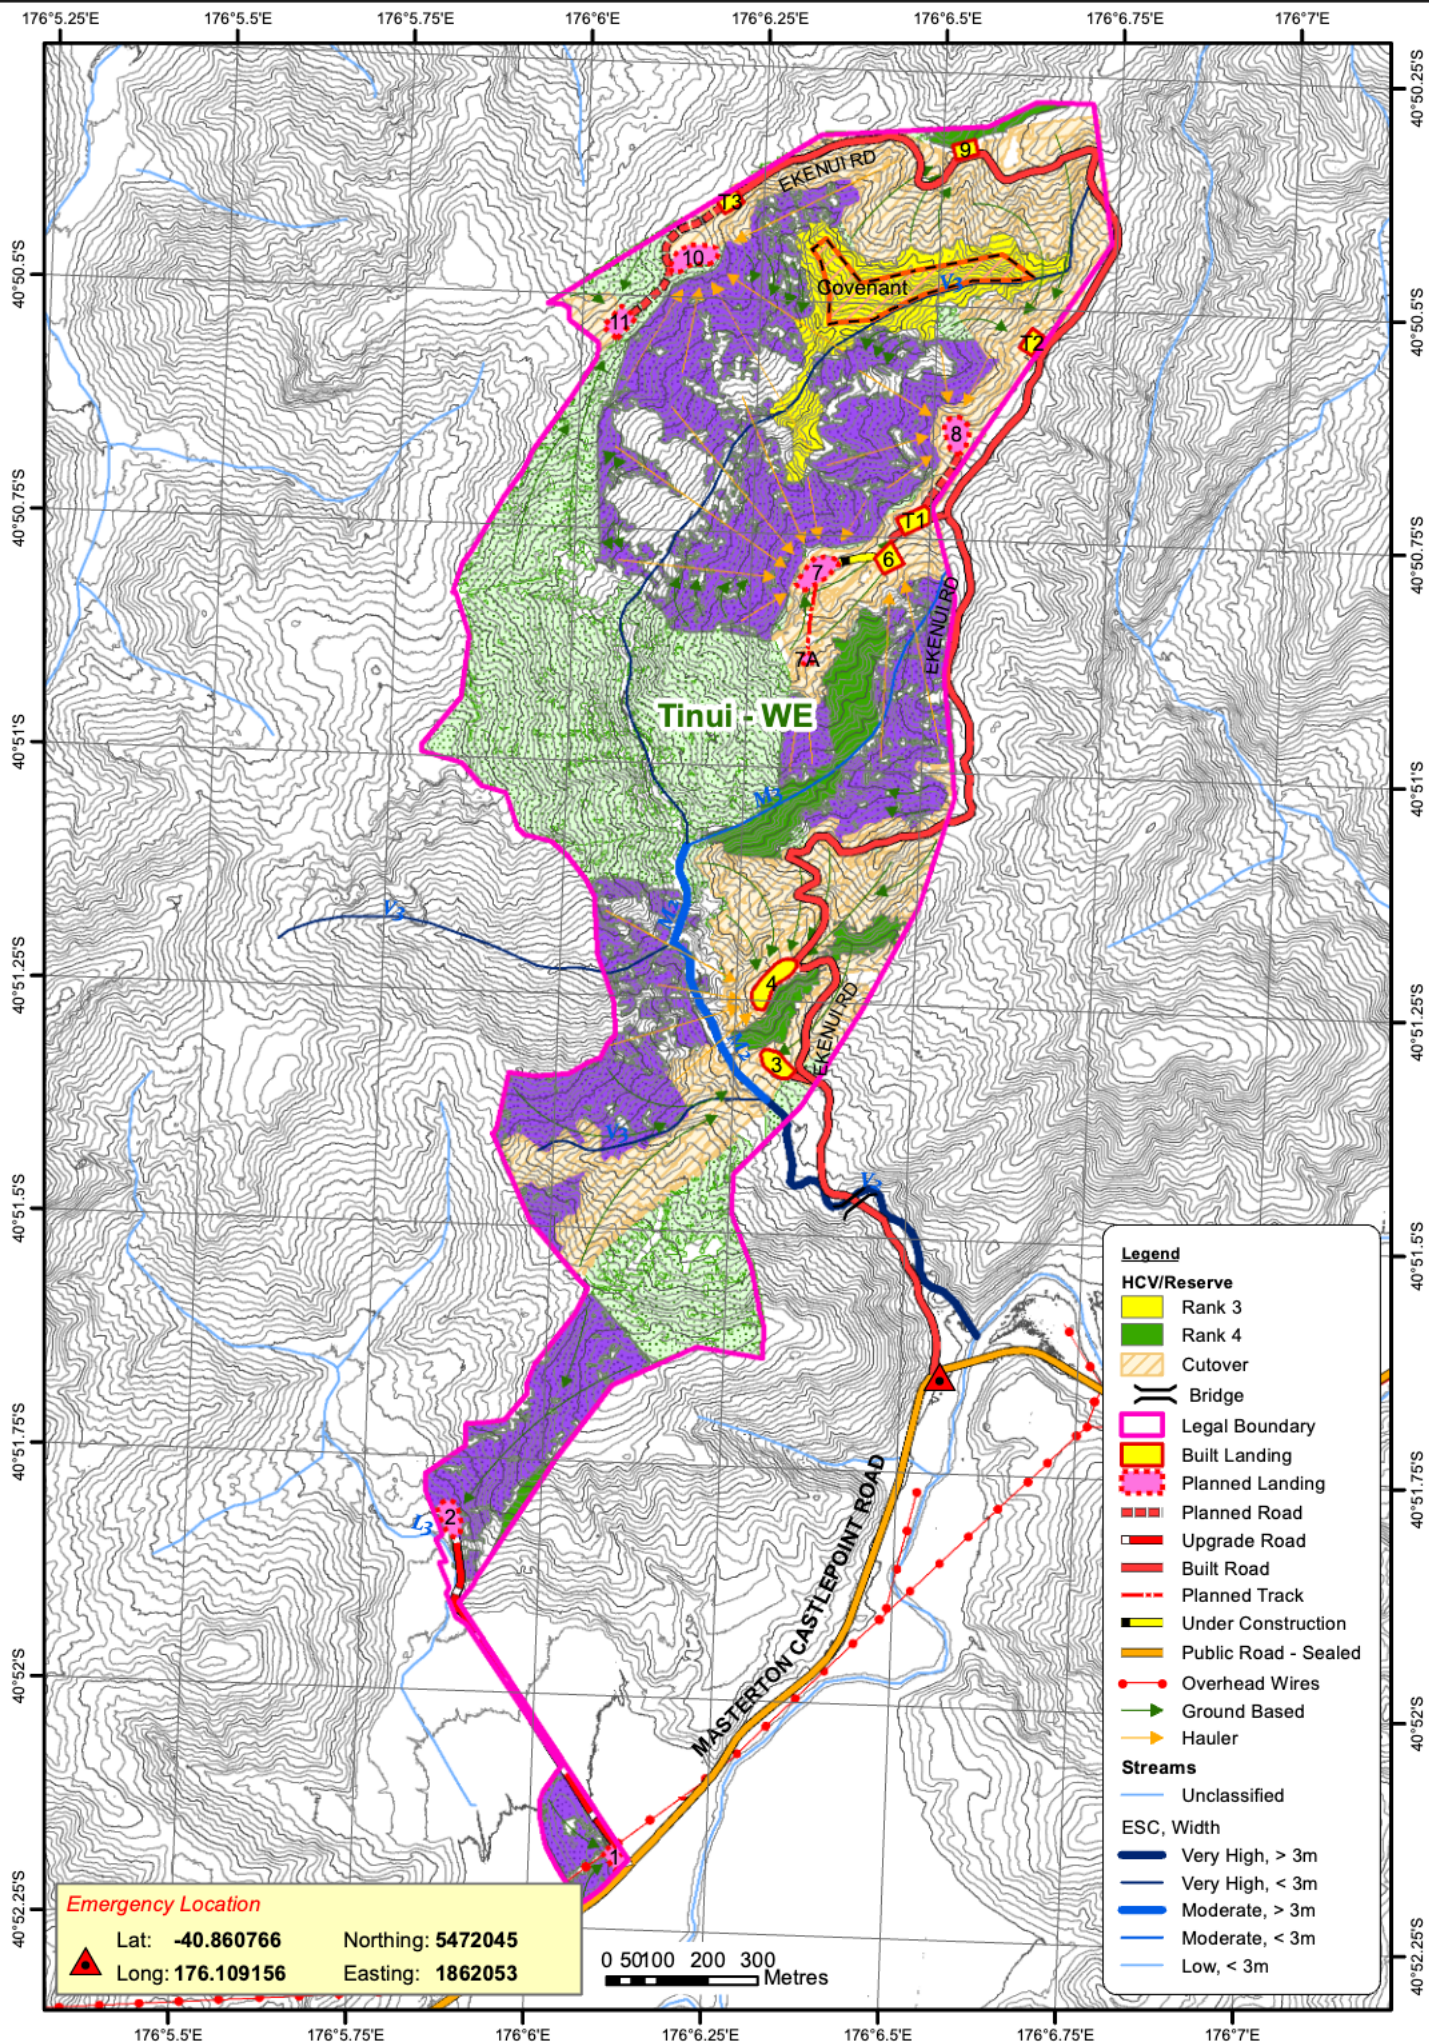 176°5.25'E 176°5.5'E 176°5.75'E 176°6'E 176°6.25'E 176°6.5'E 176°6.75'E 176°7'E
40°50.25'S
40°50.5'S
40°50.5'S
40°50.75'S
40°50.75'S
40°51'S
40°51'S
40°51.25'S
40°51.25'S
40°51.5'S
40°51.5'S
40°51.75'S
40°51.75'S
40°52'S
40°52'S
40°52.25'S
40°52.25'S
9
EKENUI RD
T3
10
Covenant
V3
11
T2
8
T1
6
7
EKENUI RD
7A
Tinui - WE
M3
V3
M2
4
EKENUI RD
M2
3
V3
V2
2
L3
MASTERTON CASTLEPOINT ROAD
1
Legend
HCV/Reserve
Rank 3
Rank 4
Cutover
Bridge
Legal Boundary
Built Landing
Planned Landing
Planned Road
Upgrade Road
Built Road
Planned Track
Under Construction
Public Road - Sealed
Overhead Wires
Ground Based
Hauler
Streams
Unclassified
ESC, Width
Very High, > 3m
Very High, < 3m
Moderate, > 3m
Moderate, < 3m
Low, < 3m
Emergency Location
Lat: -40.860766 Northing: 5472045
Long: 176.109156 Easting: 1862053
0 50100 200 300
Metres
176°5.5'E 176°5.75'E 176°6'E 176°6.25'E 176°6.5'E 176°6.75'E 176°7'E